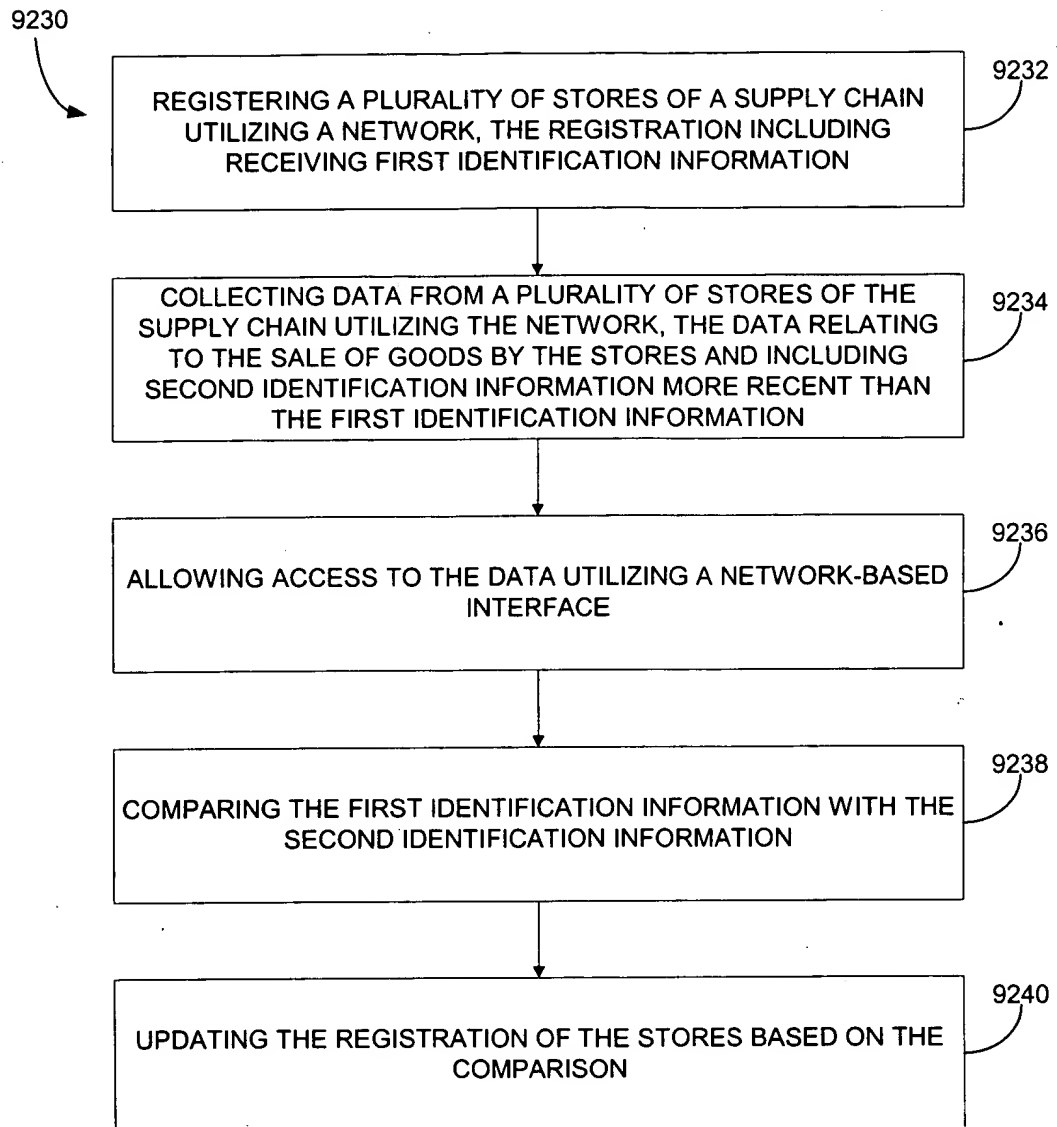 9230
9232
REGISTERING A PLURALITY OF STORES OF A SUPPLY CHAIN
UTILIZING A NETWORK, THE REGISTRATION INCLUDING
RECEIVING FIRST IDENTIFICATION INFORMATION
9234
COLLECTING DATA FROM A PLURALITY OF STORES OF THE
SUPPLY CHAIN UTILIZING THE NETWORK, THE DATA RELATING
TO THE SALE OF GOODS BY THE STORES AND INCLUDING
SECOND IDENTIFICATION INFORMATION MORE RECENT THAN
THE FIRST IDENTIFICATION INFORMATION
9236
ALLOWING ACCESS TO THE DATA UTILIZING A NETWORK-BASED
INTERFACE
9238
COMPARING THE FIRST IDENTIFICATION INFORMATION WITH THE
SECOND IDENTIFICATION INFORMATION
9240
UPDATING THE REGISTRATION OF THE STORES BASED ON THE
COMPARISON